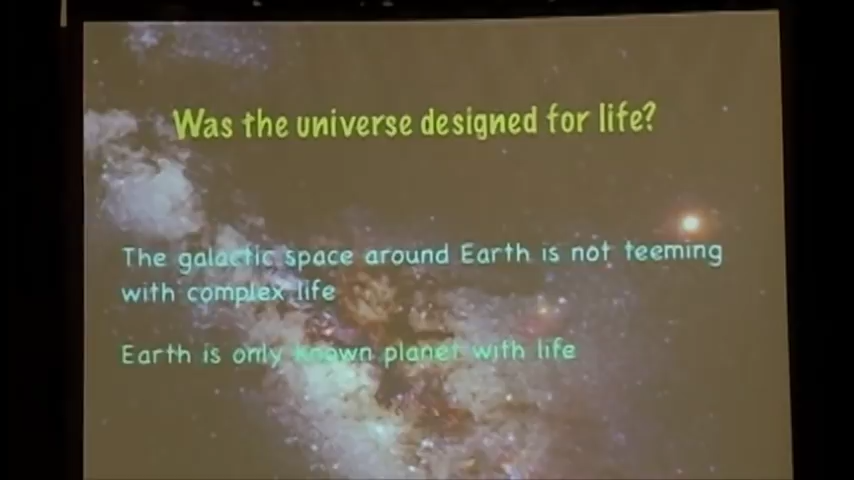 Was the universe designed for life?
The galactic space around Earth is not teeming
with complex life
Earth is only known planet with life